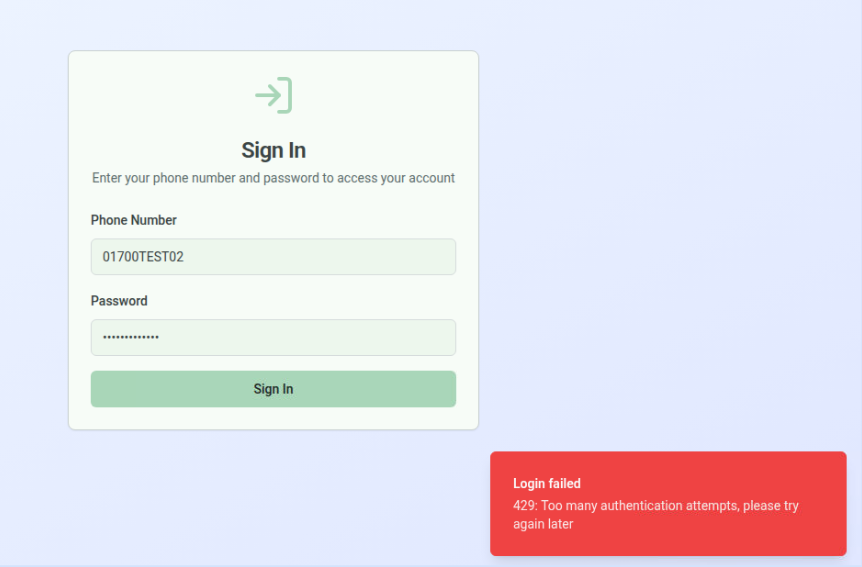 Sign In
Enter your phone number and password to access your account
Phone Number
01700TEST02
Password
•••••••••••••
Sign In
Login failed
429: Too many authentication attempts, please try
again later